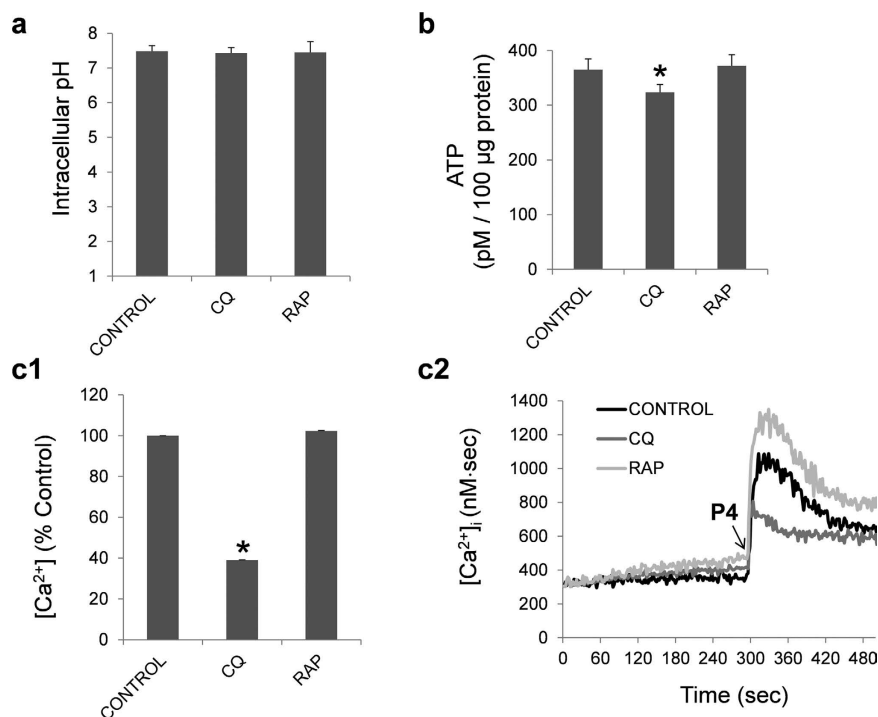 a
Intracellular pH
8
7
6
5
4
3
2
1
CONTROL
CQ
RAP
b
ATP
(pM / 100 µg protein)
400
300
200
100
0
*
CONTROL
CQ
RAP
c1
[Ca²⁺] (% Control)
120
100
80
60
40
20
0
*
CONTROL
CQ
RAP
c2
[Ca²⁺]ᵢ (nM·sec)
1400
1200
1000
800
600
400
200
0
CONTROL
CQ
RAP
P4
0 60 120 180 240 300 360 420 480
Time (sec)